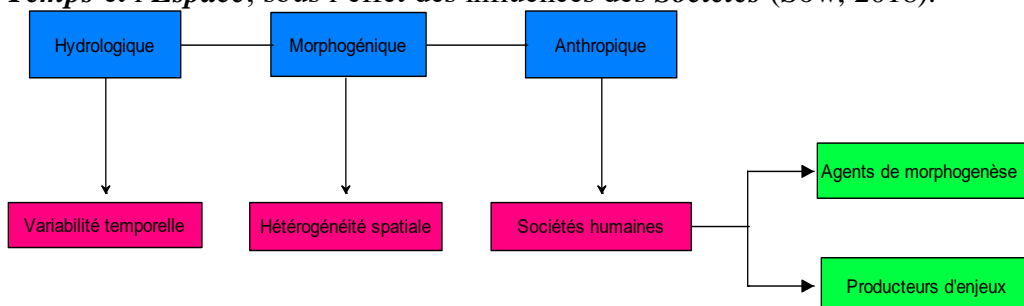 Temps et l'Espace, sous l'effet des influences des Sociétés (Sow, 2018).
Hydrologique
Morphogénique
Anthropique
Agents de morphogenèse
Variabilité temporelle
Hétérogénéité spatiale
Sociétés humaines
Producteurs d'enjeux